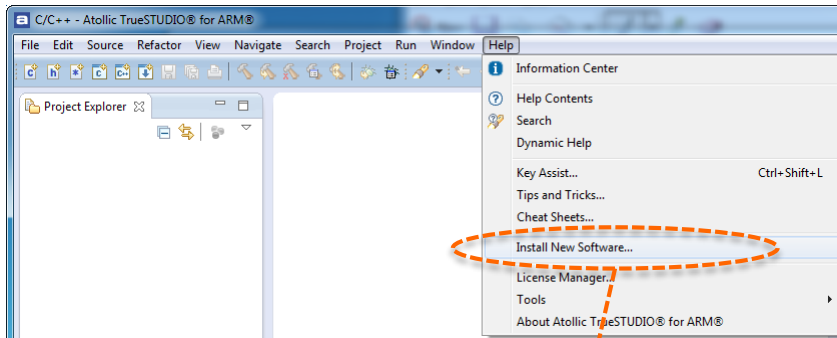 C/C++ - Atollic TrueSTUDIO® for ARM®
File Edit Source Refactor View Navigate Search Project Run Window Help
Project Explorer
Information Center
Help Contents
Search
Dynamic Help
Key Assist... Ctrl+Shift+L
Tips and Tricks...
Cheat Sheets...
Install New Software...
License Manager...
Tools
About Atollic TrueSTUDIO® for ARM®